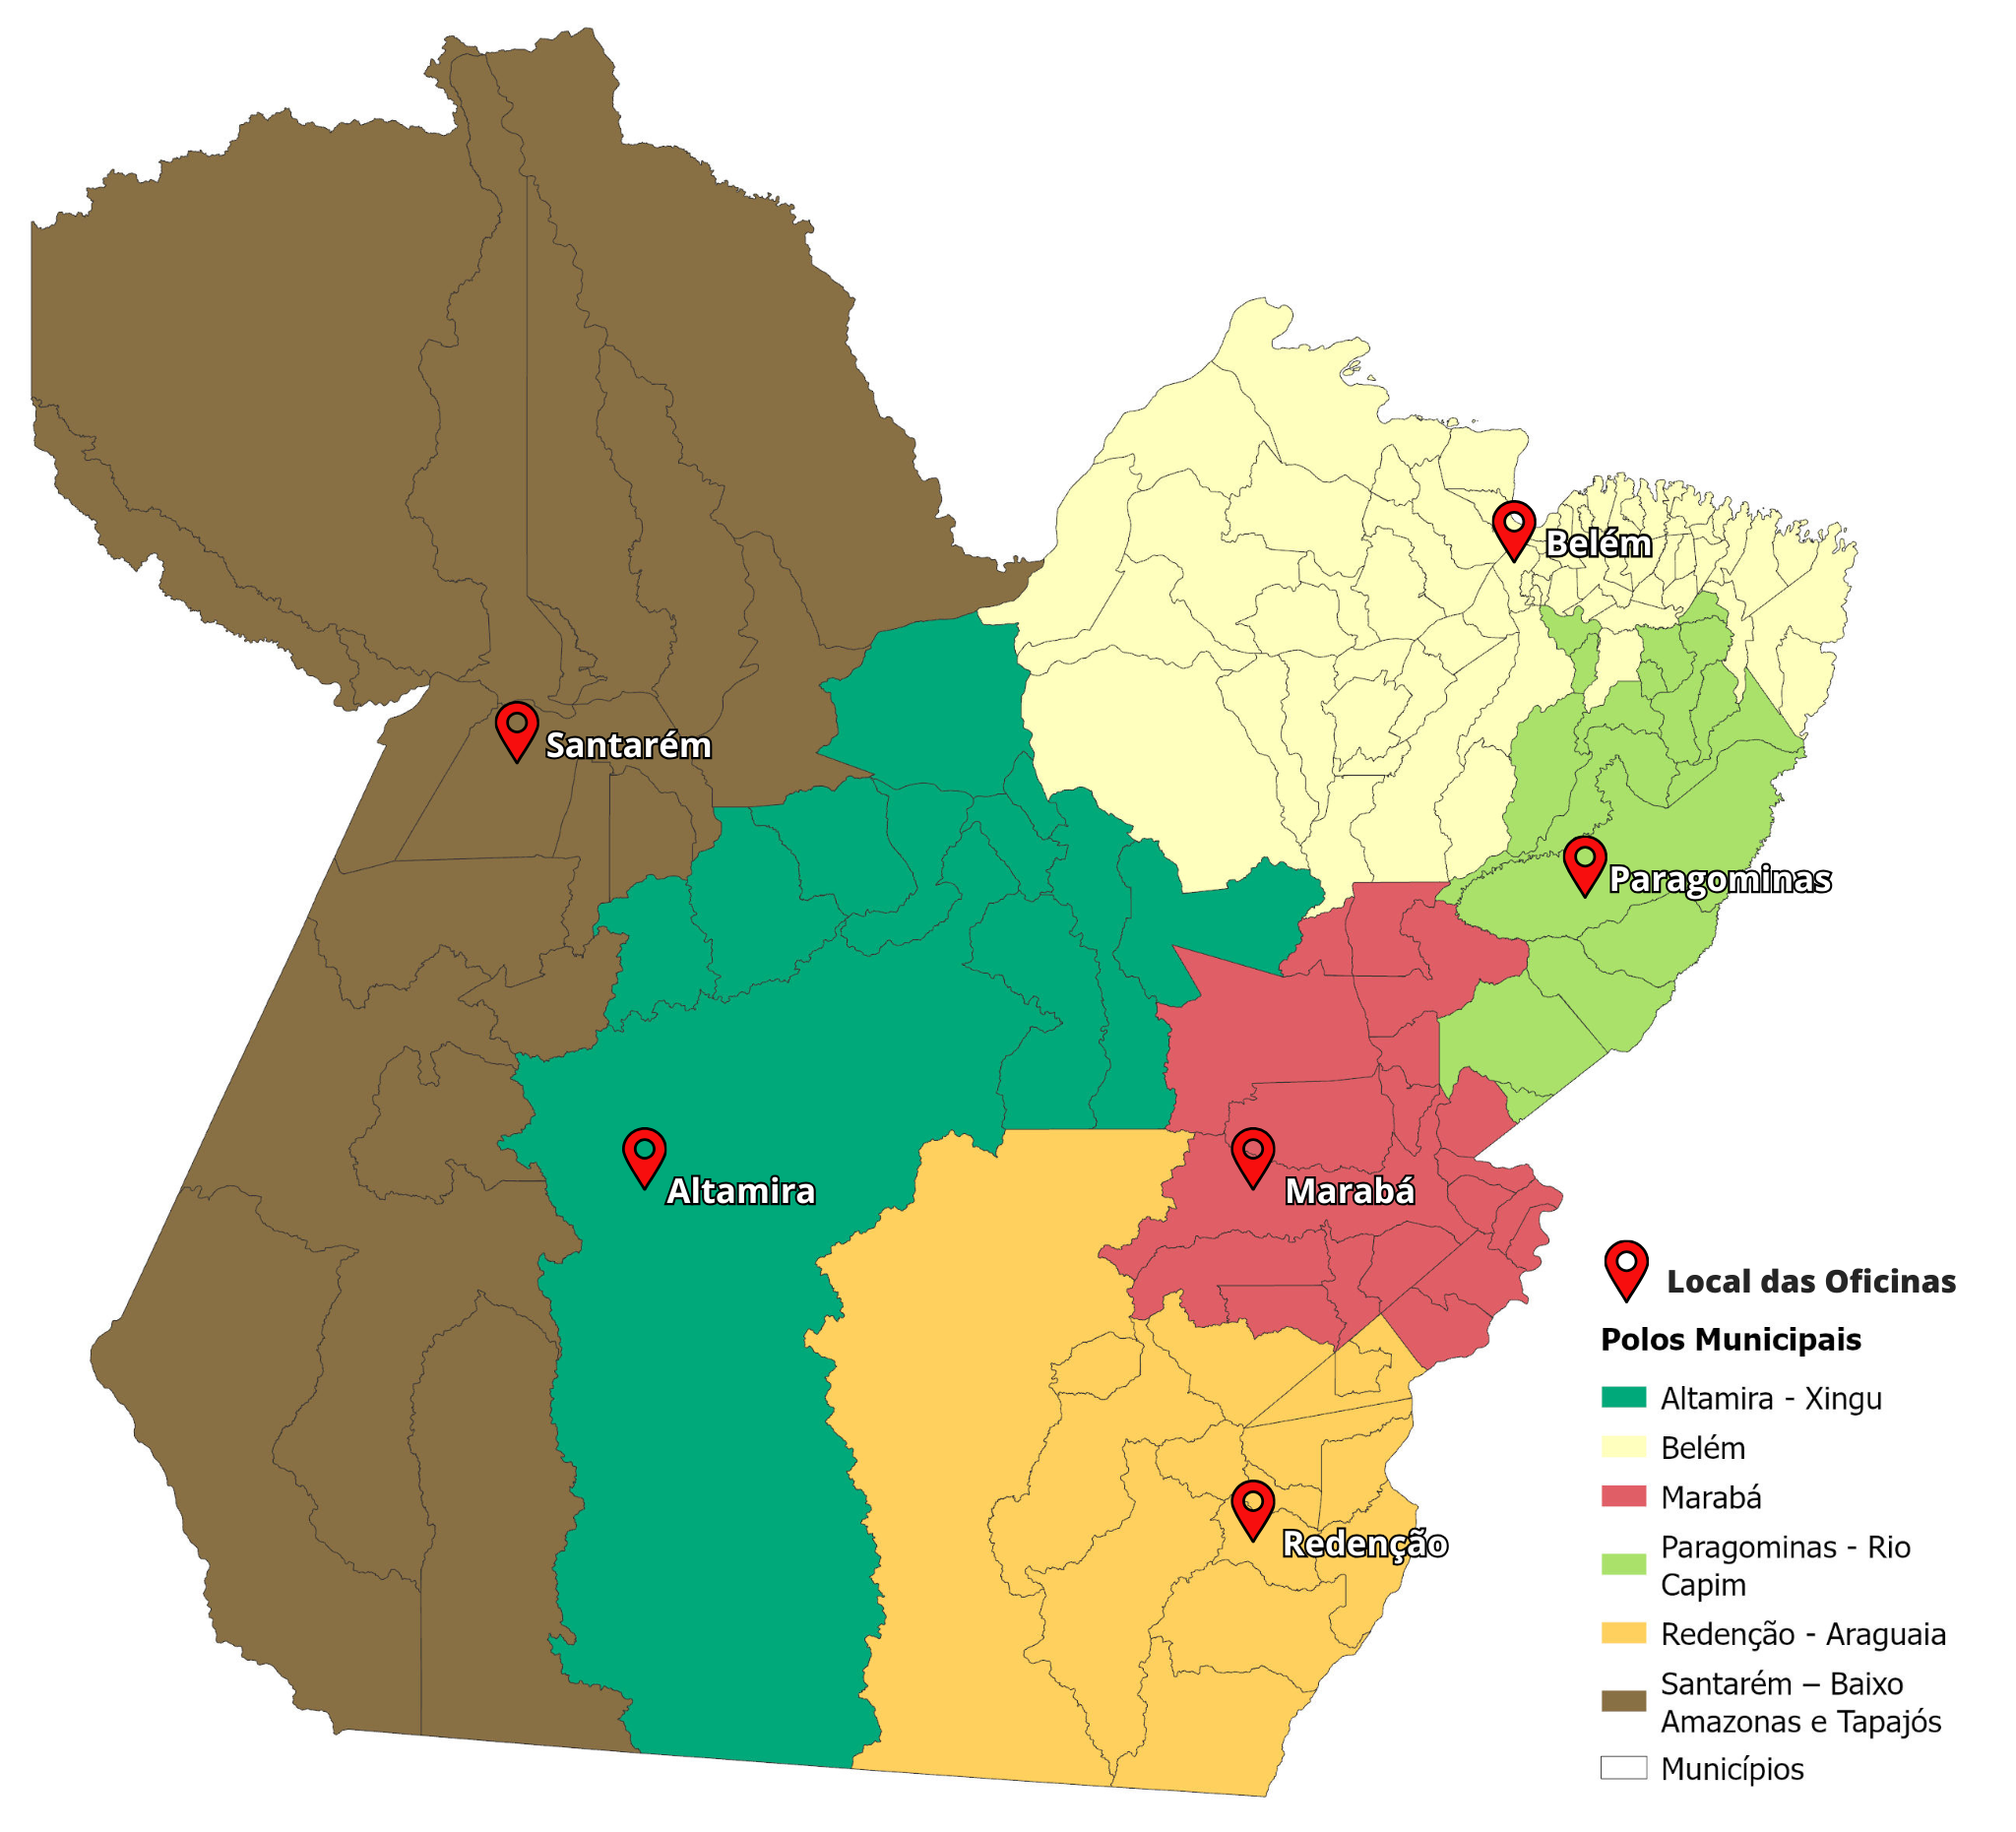 Belém
Santarém
Paragominas
Altamira
Marabá
Redenção
Local das Oficinas
Polos Municipais
Altamira - Xingu
Belém
Marabá
Paragominas - Rio
Capim
Redenção - Araguaia
Santarém – Baixo
Amazonas e Tapajós
Municípios